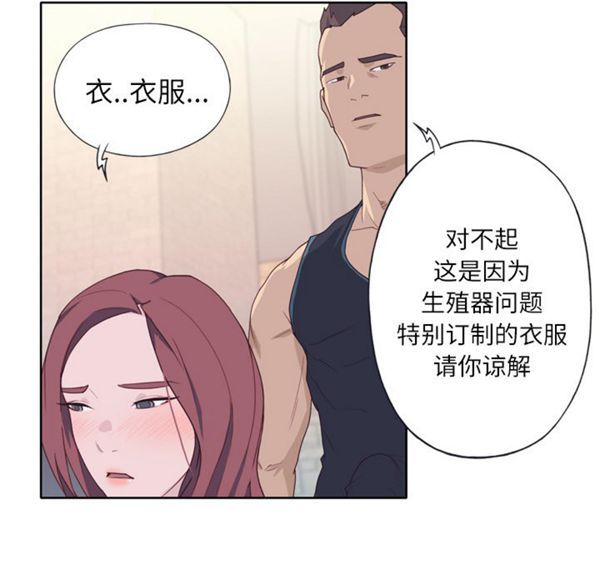 衣..衣服...
对不起
这是因为
生殖器问题
特别订制的衣服
请你谅解